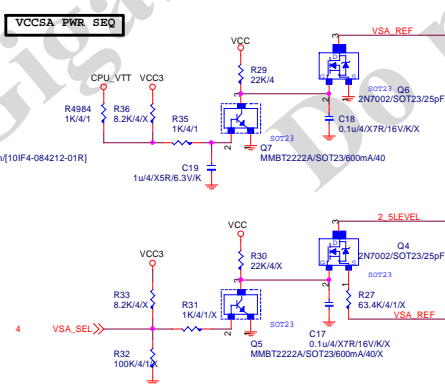 VCCSA PWR SEQ
VCC
VSA_REF
CPU_VTT VCC3
R29
22K/4
D
G S
Q6
SOT23
2N7002/SOT23/25pF
R4984
1K/4/1
R36
8.2K/4/X
R35
1K/4/1
SOT23
C18
0.1u/4/X7R/16V/K/X
n/[10IF4-084212-01R]
Q7
MMBT2222A/SOT23/600mA/40
C19
1u/4/X5R/6.3V/K
VCC
2_5LEVEL
VCC3
R30
22K/4/X
D
G S
Q4
2N7002/SOT23/25pF
SOT23
R33
8.2K/4/X
R31
1K/4/1/X
R27
63.4K/4/1/X
4 VSA_SEL
SOT23
VSA_REF
C17
0.1u/4/X7R/16V/K/X
R32
100K/4/1/X
Q5
MMBT2222A/SOT23/600mA/40/X
Giga
Do n